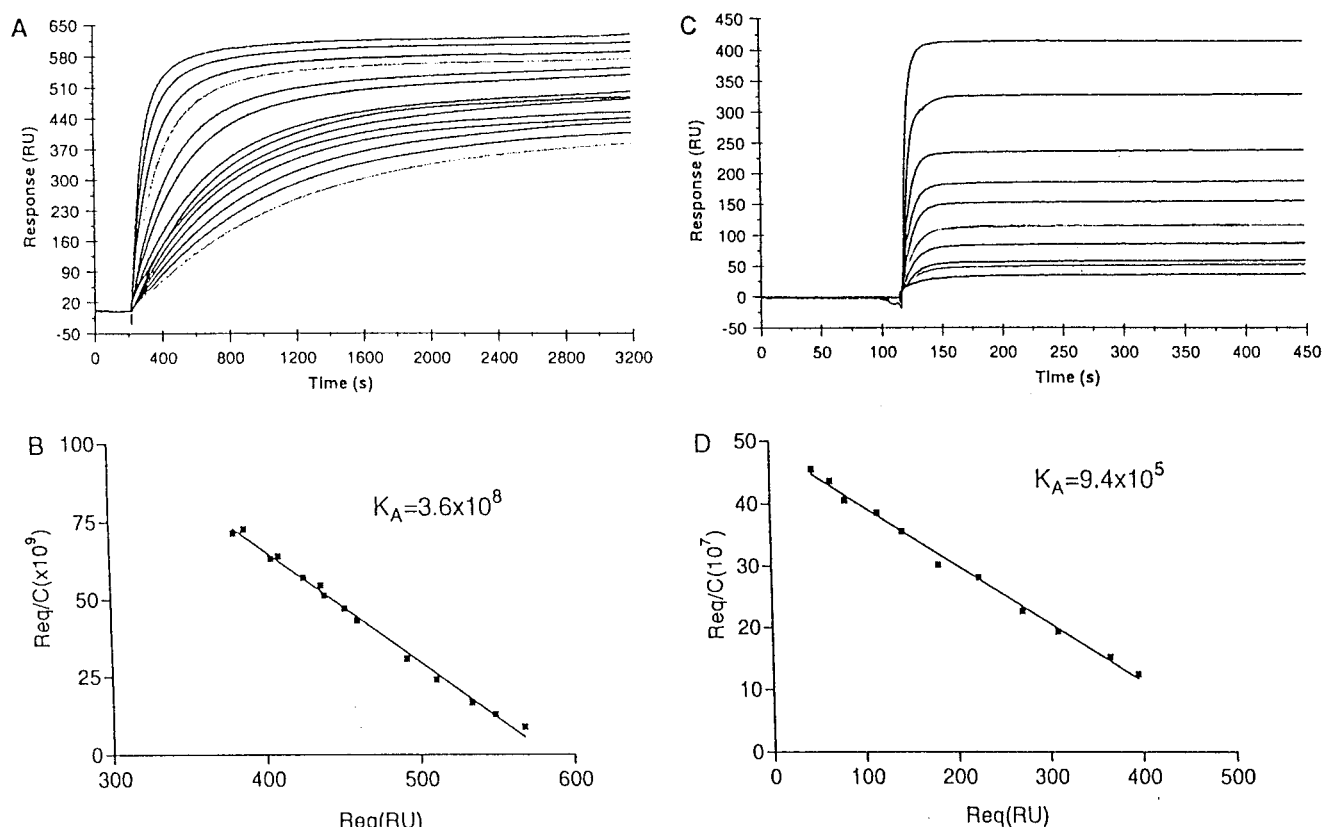 A
Response (RU)
650
580
510
440
370
300
230
160
90
20
-50
0 400 800 1200 1600 2000 2400 2800 3200
Time (s)
C
Response (RU)
450
400
350
300
250
200
150
100
50
0
-50
0 50 100 150 200 250 300 350 400 450
Time (s)
B
Req/C(x10⁹)
100
75
50
25
0
K_A=3.6x10⁸
300 400 500 600
Req(RU)
D
Req/C(10⁷)
50
40
30
20
10
0
K_A=9.4x10⁵
0 100 200 300 400 500
Req(RU)